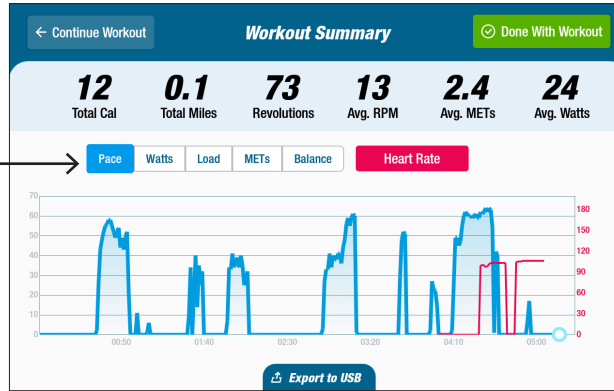 ← Continue Workout
Workout Summary
Done With Workout
12 0.1 73 13 2.4 24
Total Cal Total Miles Revolutions Avg. RPM Avg. METs Avg. Watts
Pace Watts Load METs Balance Heart Rate
70
60
50
40
30
20
10
0
180
150
120
90
60
30
0
00:50 01:40 02:30 03:20 04:10 05:00
Export to USB